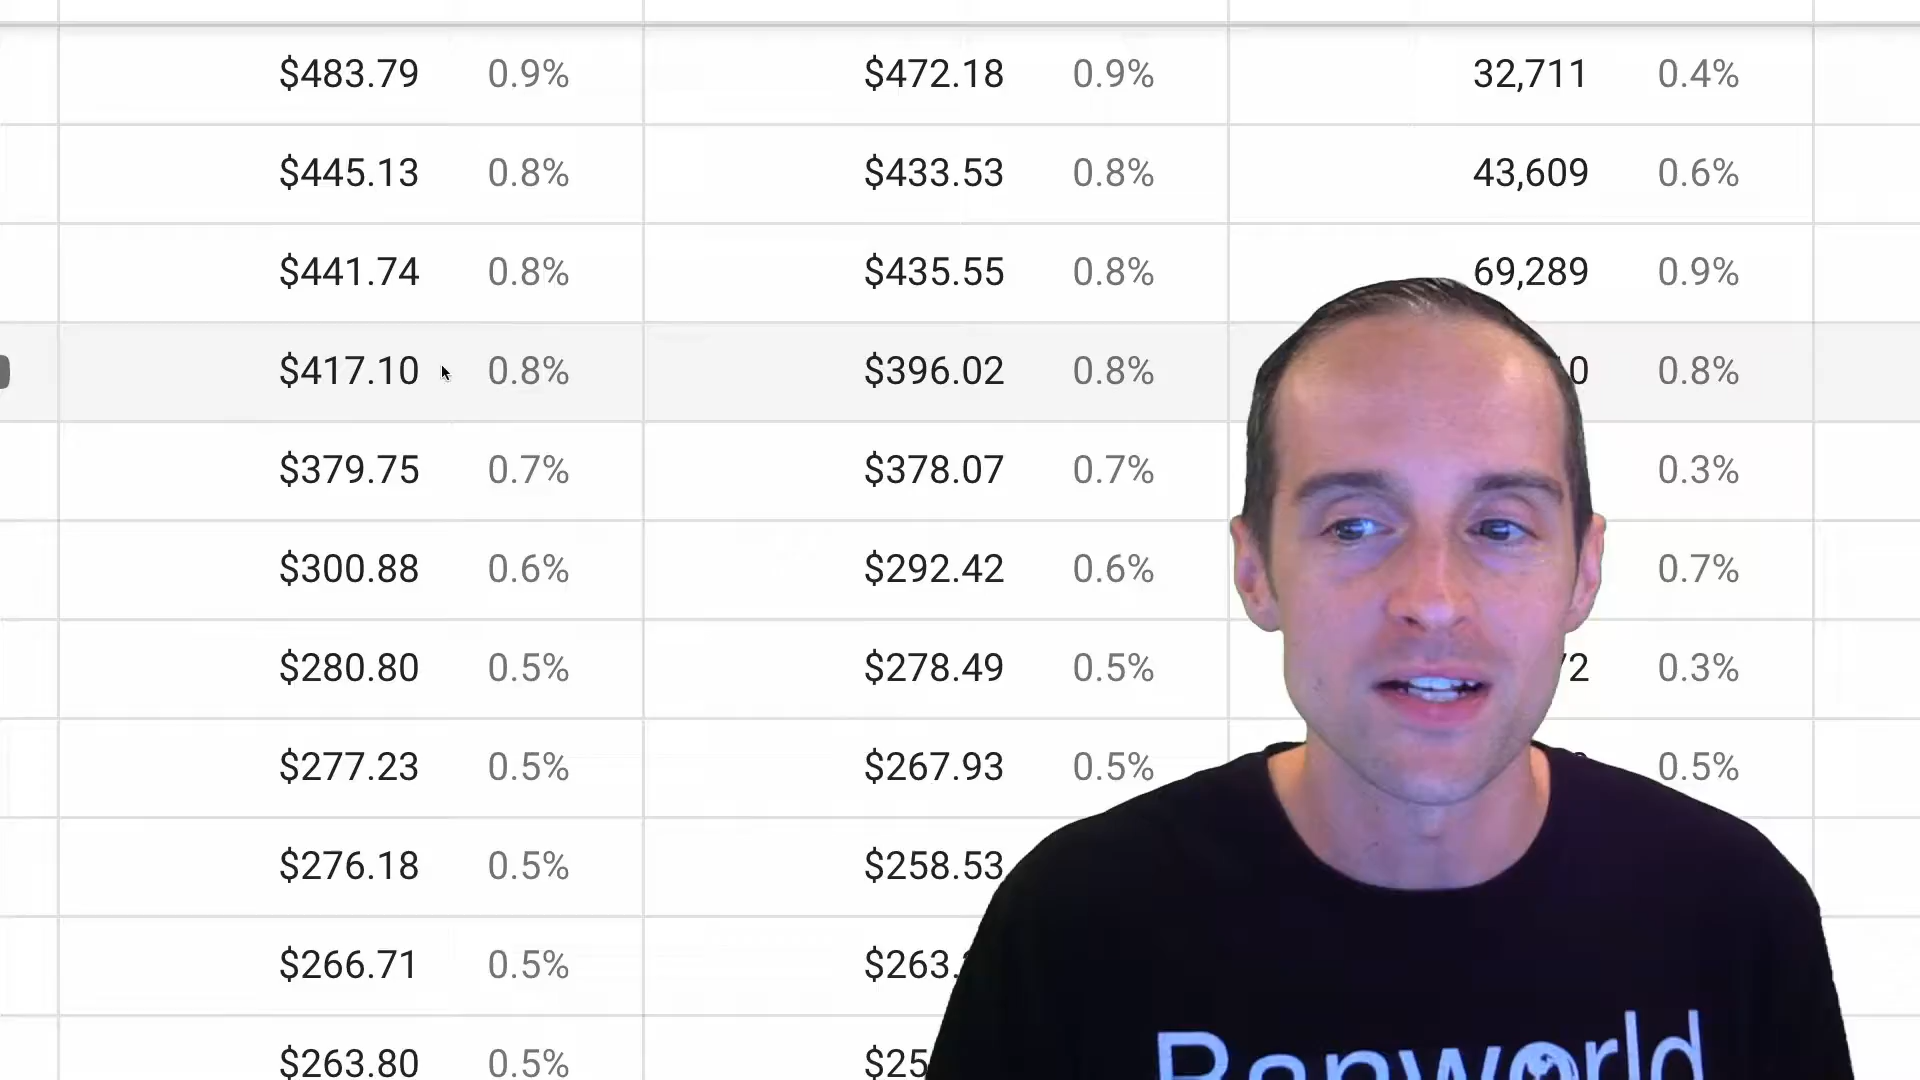 $483.79 0.9% $472.18 0.9% 32,711 0.4%
$445.13 0.8% $433.53 0.8% 43,609 0.6%
$441.74 0.8% $435.55 0.8% 69,289 0.9%
$417.10 0.8% $396.02 0.8% 0.8%
$379.75 0.7% $378.07 0.7% 0.3%
$300.88 0.6% $292.42 0.6% 0.7%
$280.80 0.5% $278.49 0.5% 0.3%
$277.23 0.5% $267.93 0.5% 0.5%
$276.18 0.5% $258.53
$266.71 0.5% $263.
$263.80 0.5% $25
Banworld